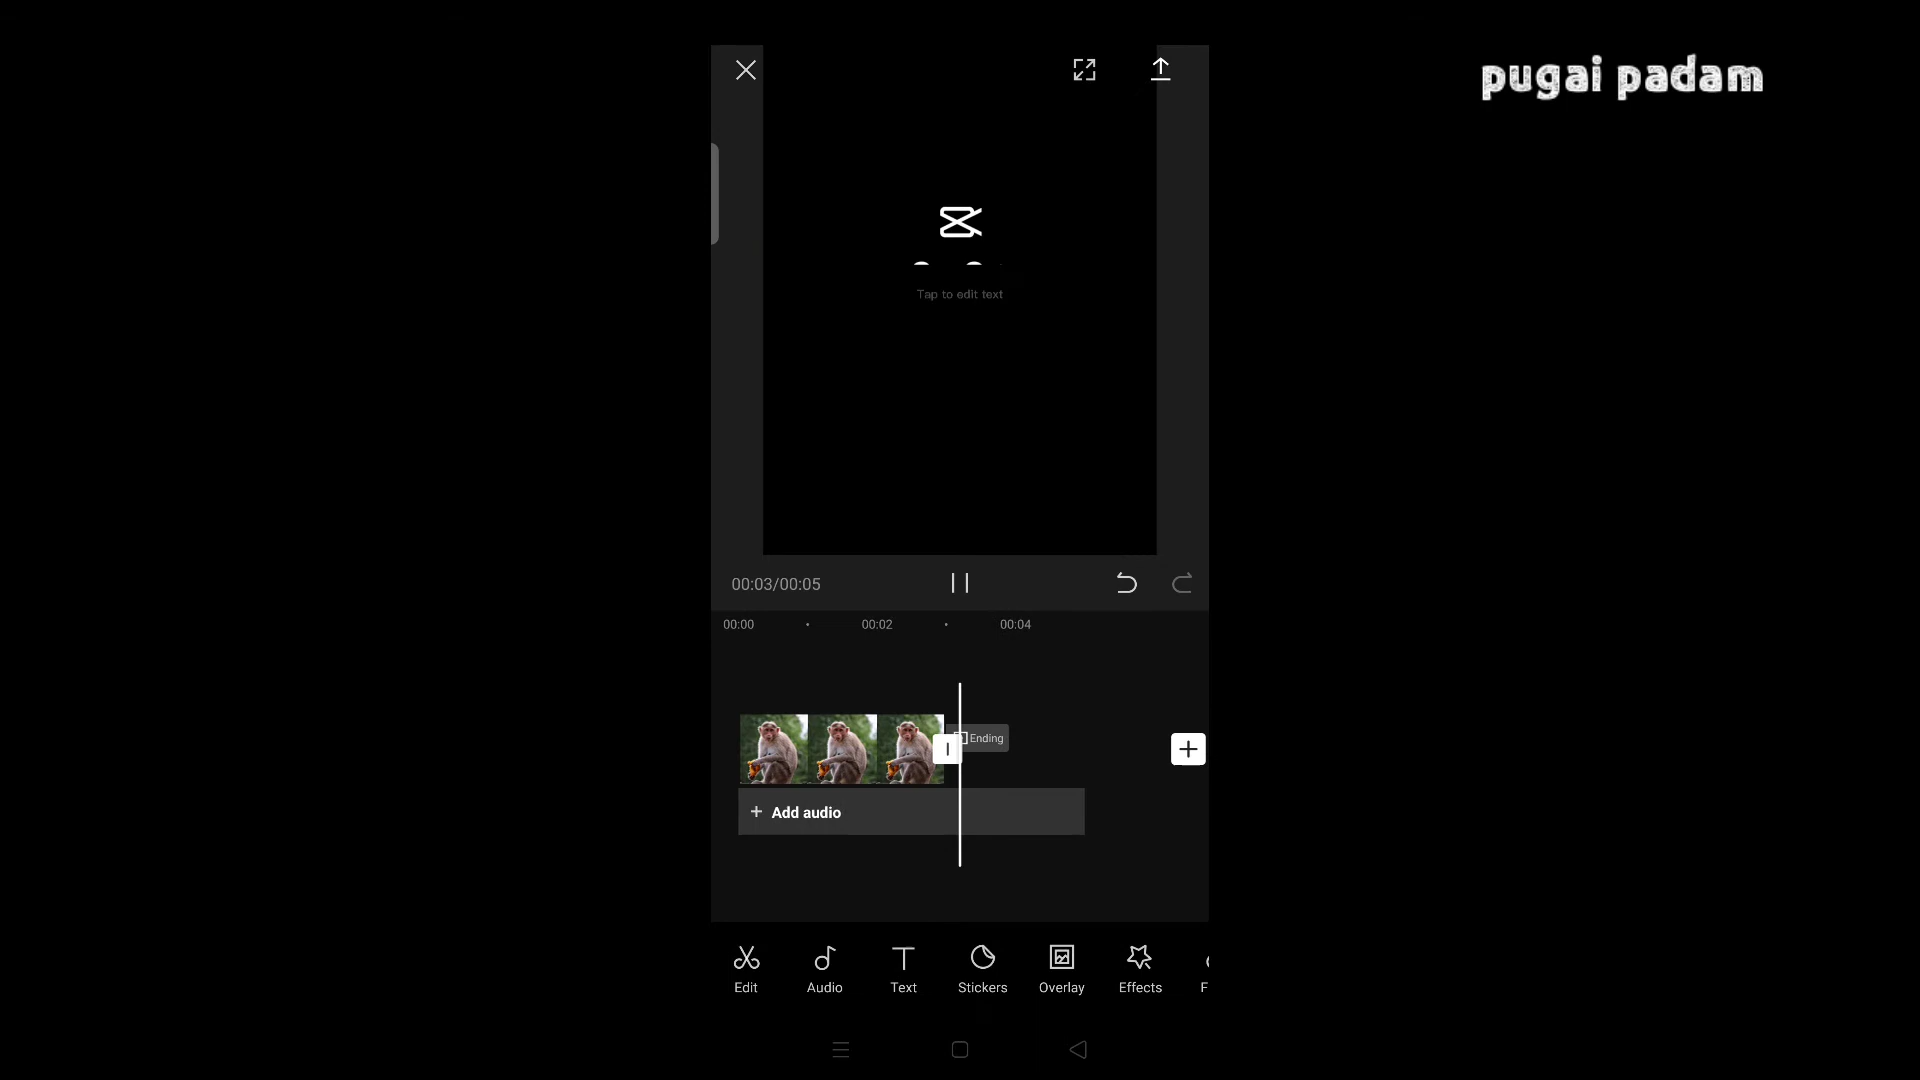 pugai padam
Tap to edit text
00:03/00:05
00:00
00:02
00:04
Ending
+ Add audio
Edit
Audio
Text
Stickers
Overlay
Effects
F